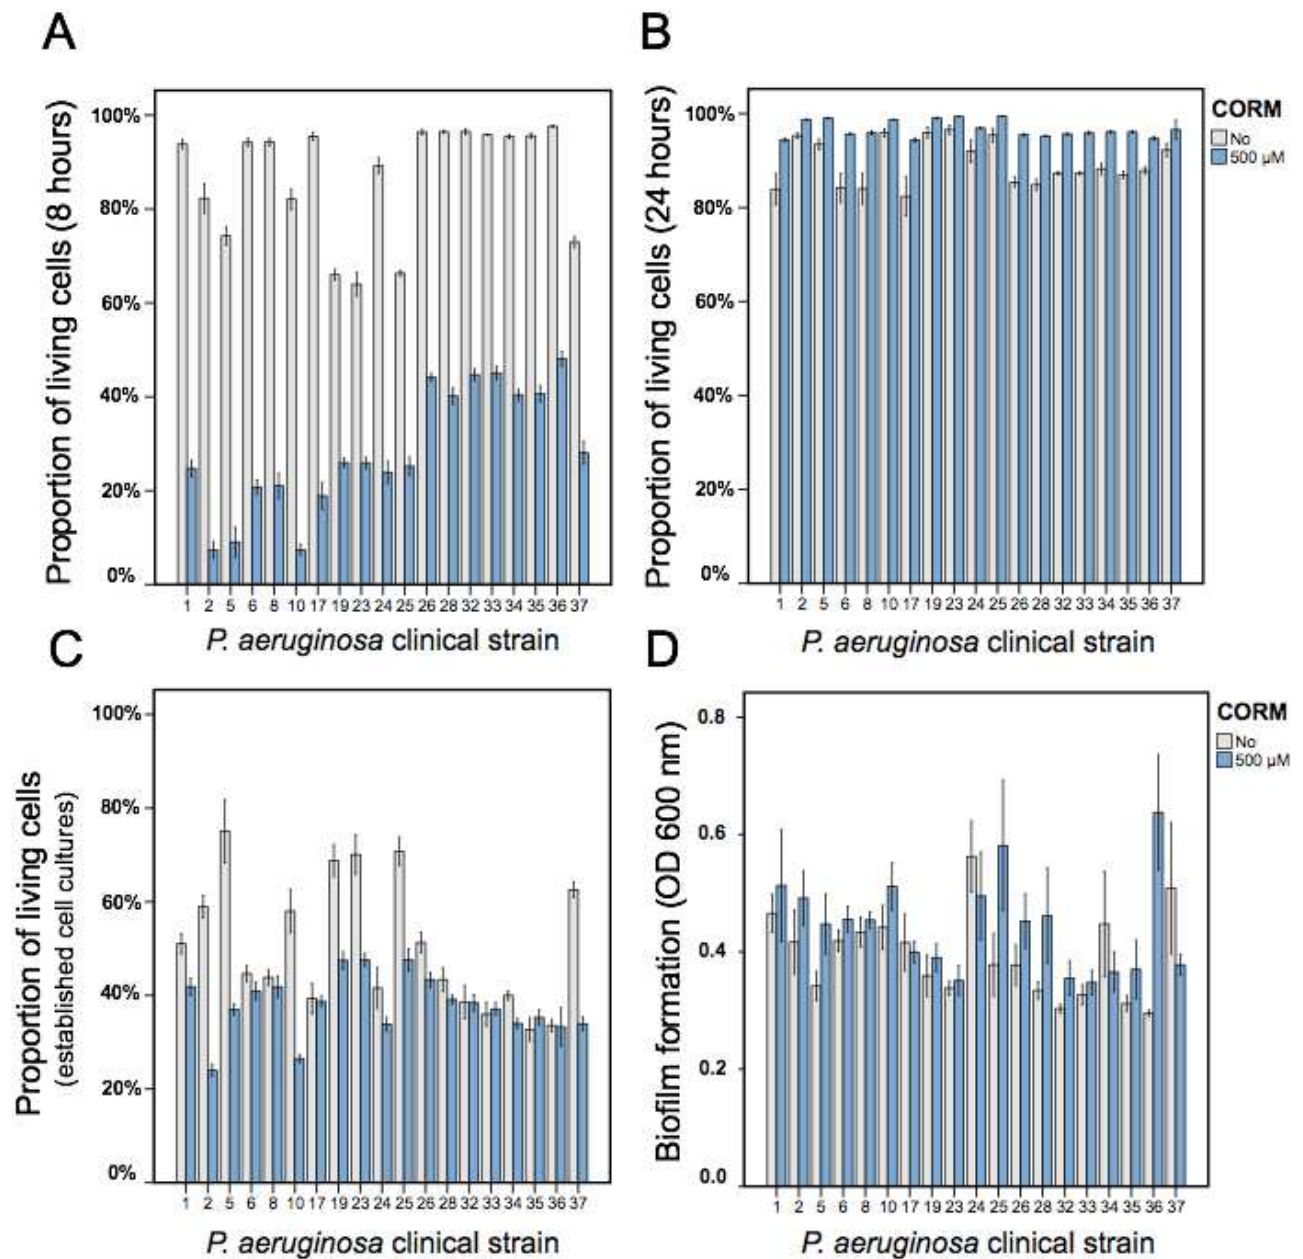 A
B
Proportion of living cells (8 hours)
100%
80%
60%
40%
20%
0%
1 2 5 6 8 10 17 19 23 24 25 26 28 32 33 34 35 36 37
P. aeruginosa clinical strain
Proportion of living cells (24 hours)
100%
80%
60%
40%
20%
0%
1 2 5 6 8 10 17 19 23 24 25 26 28 32 33 34 35 36 37
P. aeruginosa clinical strain
CORM
No
500 µM
C
D
Proportion of living cells
(established cell cultures)
100%
80%
60%
40%
20%
0%
1 2 5 6 8 10 17 19 23 24 25 26 28 32 33 34 35 36 37
P. aeruginosa clinical strain
Biofilm formation (OD 600 nm)
0.8
0.6
0.4
0.2
0.0
1 2 5 6 8 10 17 19 23 24 25 26 28 32 33 34 35 36 37
P. aeruginosa clinical strain
CORM
No
500 µM